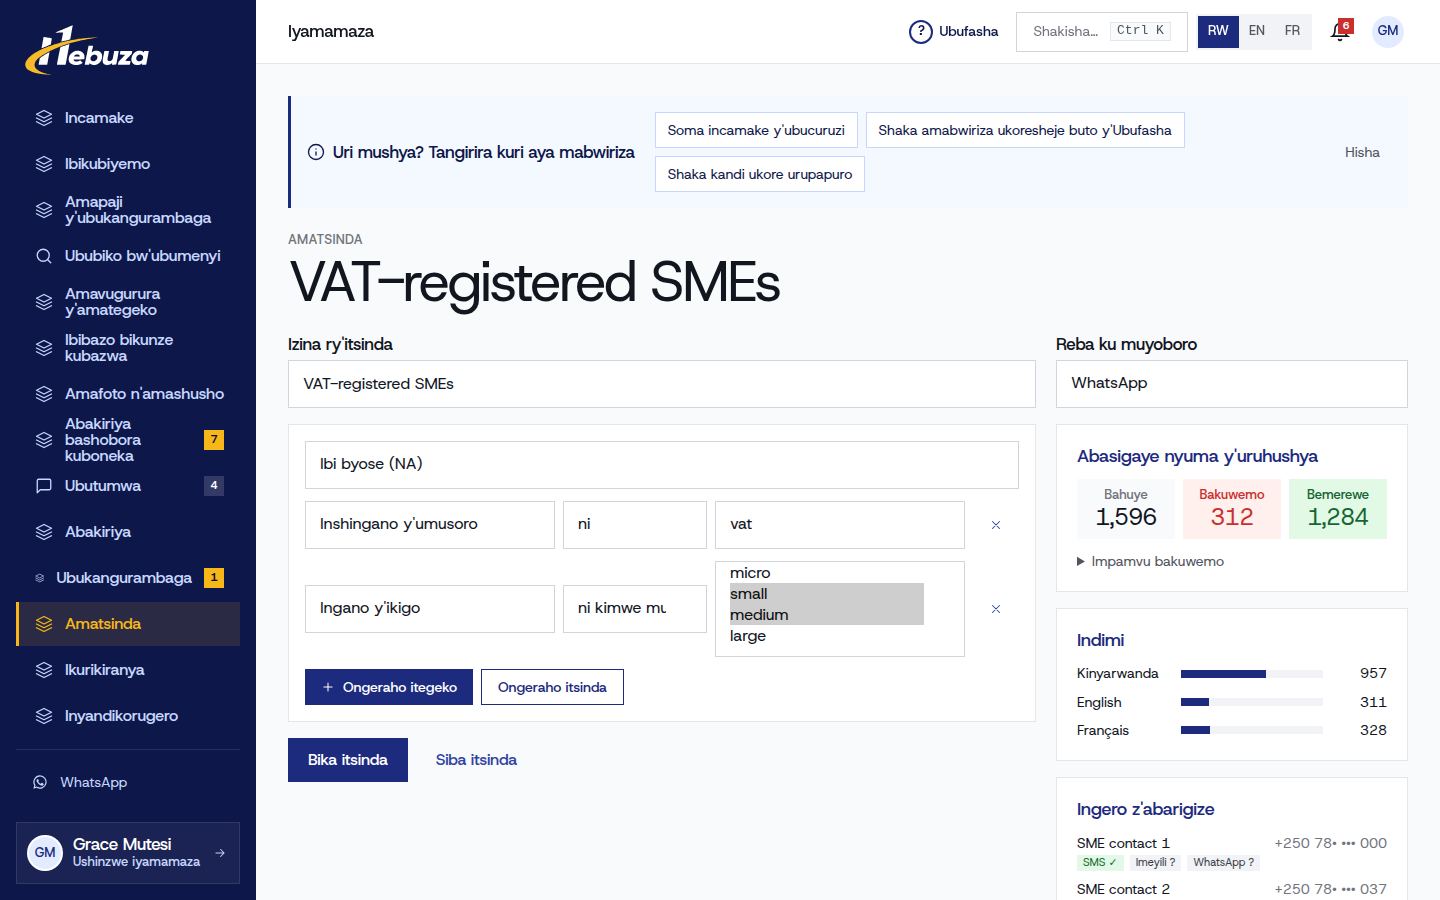 Hebuza
Incamake
Ibikubiyemo
Amapaji
y'ubukangurambaga
Ububiko bw'ubumenyi
Amavugurura
y'amategeko
Ibibazo bikunze
kubazwa
Amafoto n'amashusho
Abakiriya
bashobora
kuboneka
7
Ubutumwa
4
Abakiriya
Ubukangurambaga
1
Amatsinda
Ikurikiranya
Inyandikorugero
WhatsApp
GM
Grace Mutesi
Ushinzwe iyamamaza
Iyamamaza
? Ubufasha
Shakisha... Ctrl K
RW EN FR
6
GM
Uri mushya? Tangirira kuri aya mabwiriza
Soma incamake y'ubucuruzi
Shaka amabwiriza ukoresheje buto y'Ubufasha
Shaka kandi ukore urupapuro
Hisha
AMATSINDA
VAT-registered SMEs
Izina ry'itsinda
VAT-registered SMEs
Ibi byose (NA)
Inshingano y'umusoro
ni
vat
Ingano y'ikigo
ni kimwe mu
micro
small
medium
large
Ongeraho itegeko
Ongeraho itsinda
Bika itsinda
Siba itsinda
Reba ku muyoboro
WhatsApp
Abasigaye nyuma y'uruhushya
Bahuye
1,596
Bakuwemo
312
Bemerewe
1,284
Impamvu bakuwemo
Indimi
Kinyarwanda 957
English 311
Français 328
Ingero z'abarigize
SME contact 1 +250 78• ••• 000
SMS ✓ Imeyili ? WhatsApp ?
SME contact 2 +250 78• ••• 037